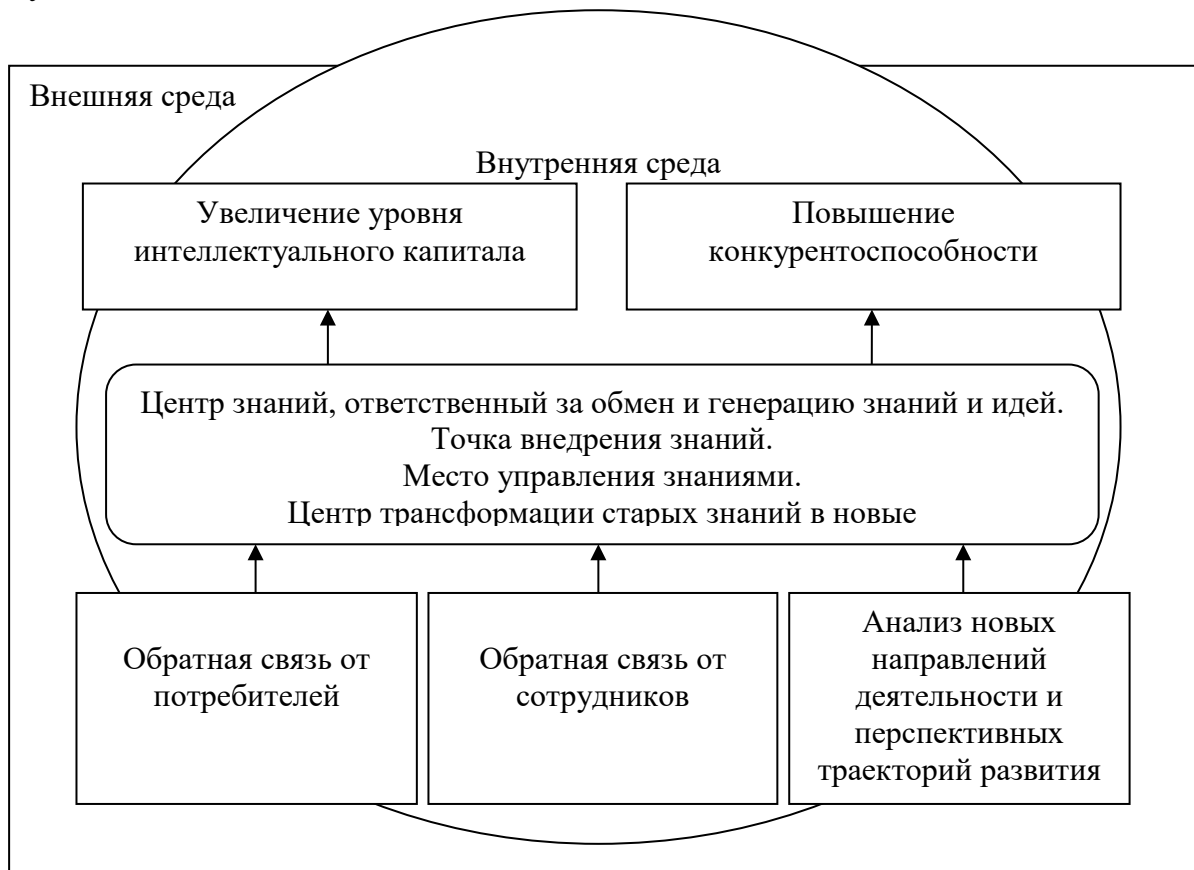 Внешняя среда
Внутренняя среда
Увеличение уровня
интеллектуального капитала
Повышение
конкурентоспособности
Центр знаний, ответственный за обмен и генерацию знаний и идей.
Точка внедрения знаний.
Место управления знаниями.
Центр трансформации старых знаний в новые
Обратная связь от
потребителей
Обратная связь от
сотрудников
Анализ новых
направлений
деятельности и
перспективных
траекторий развития